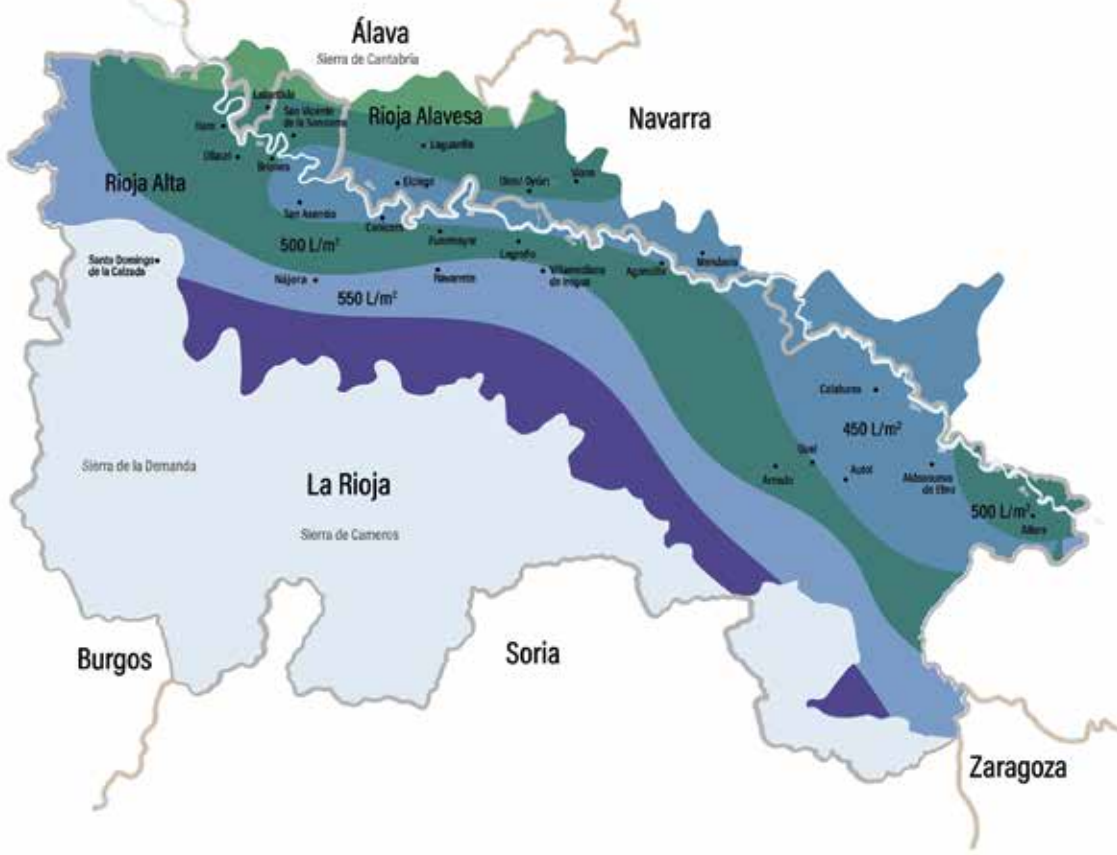 Álava
Sierra de Cantabria
Labastida
San Vicente
de la Sonsierra
Rioja Alavesa
Navarra
Haro
Ollauri
Briones
Laguardia
Rioja Alta
Elciego
Oion/ Oyón
Viana
San Asensio
Cenicero
Fuenmayor
Logroño
500 L/m²
Santo Domingo
de la Calzada
Nájera
Navarrete
Villamediana
de Iregua
Agoncillo
Mendavia
550 L/m²
Calahorra
450 L/m²
Sierra de la Demanda
La Rioja
Quel
Arnedo
Autol
Aldeanueva
de Ebro
500 L/m²
Alfaro
Sierra de Cameros
Burgos
Soria
Zaragoza